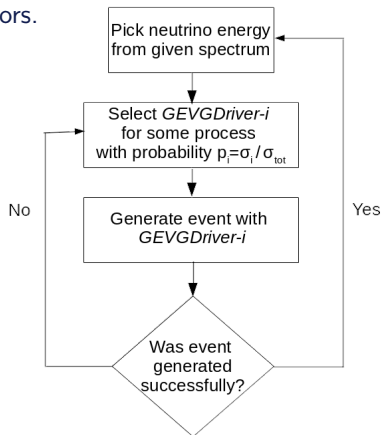 ors.
Pick neutrino energy
from given spectrum
Select GEVGDriver-i
for some process
with probability pi=σi/σtot
No
Yes
Generate event with
GEVGDriver-i
Was event
generated
successfully?